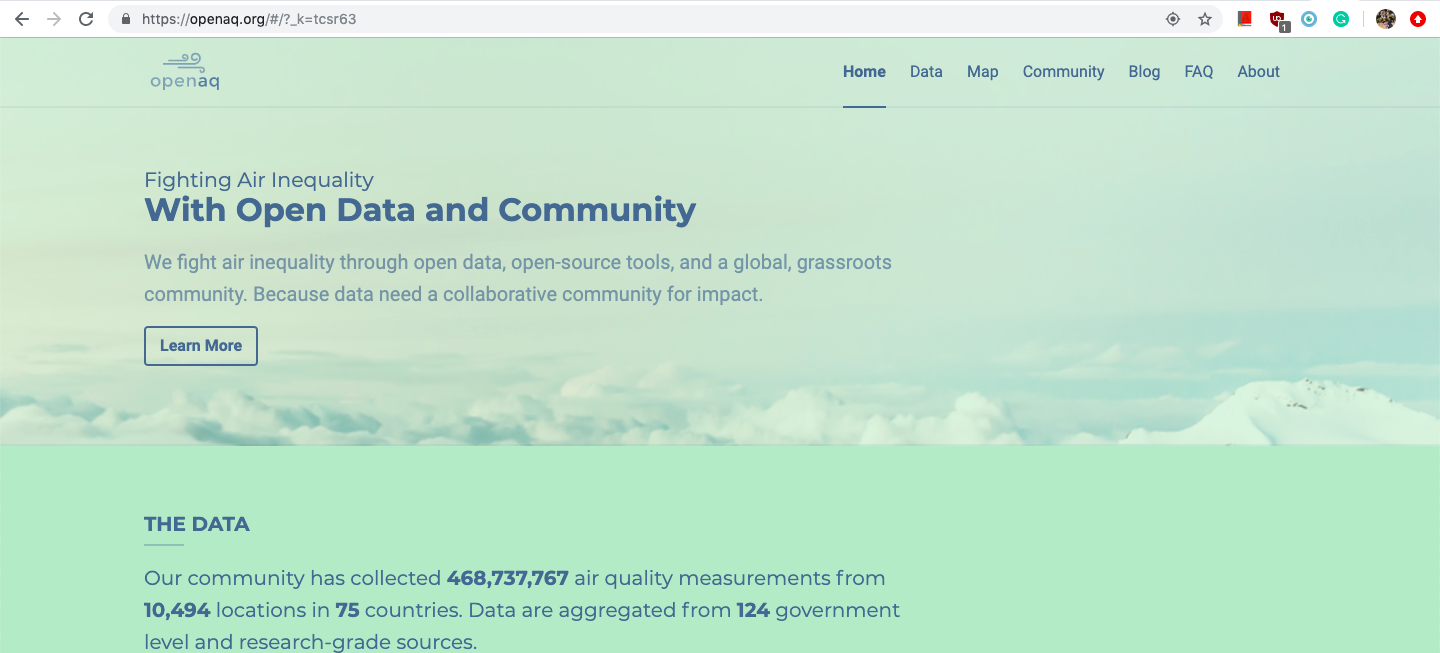 https://openaq.org/#/?_k=tcsr63
1
openaq
Home Data Map Community Blog FAQ About
Fighting Air Inequality
With Open Data and Community
We fight air inequality through open data, open-source tools, and a global, grassroots
community. Because data need a collaborative community for impact.
Learn More
THE DATA
Our community has collected 468,737,767 air quality measurements from
10,494 locations in 75 countries. Data are aggregated from 124 government
level and research-grade sources.